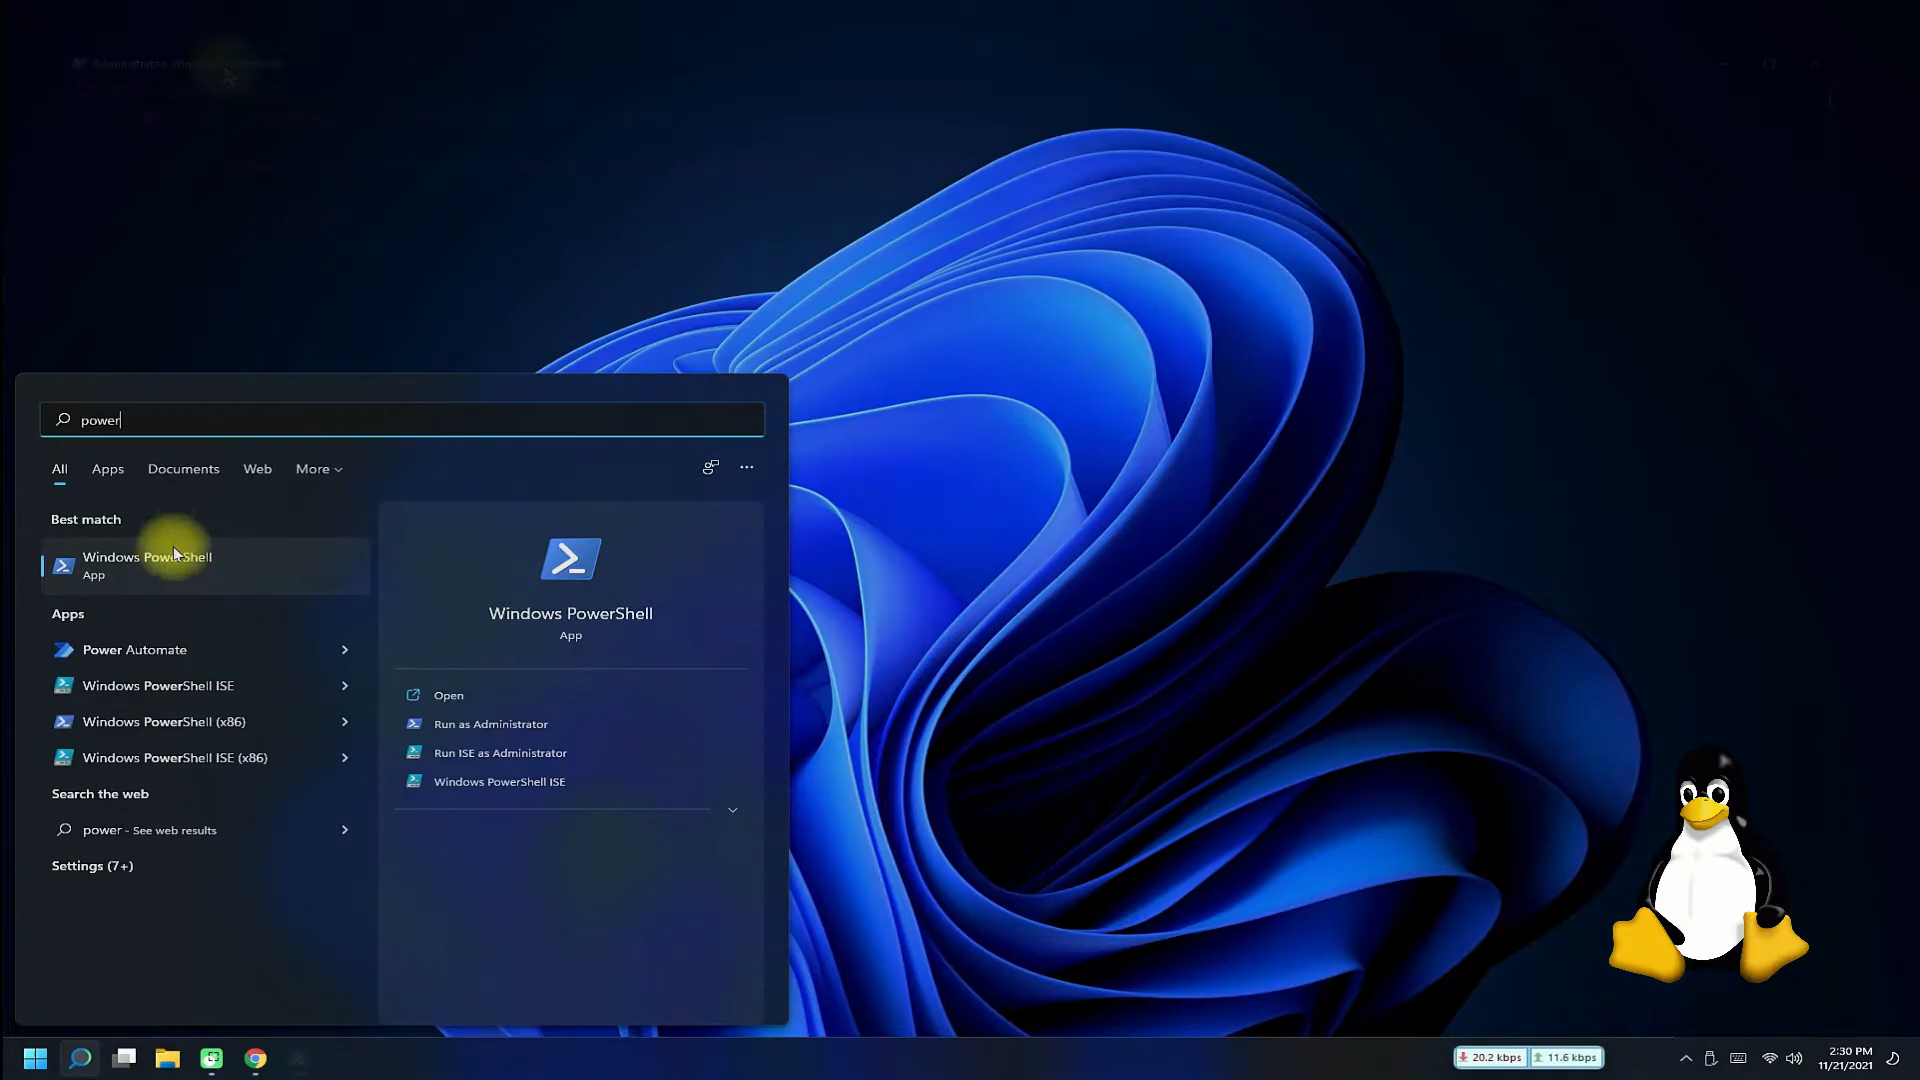 power
All Apps Documents Web More
Best match
Windows PowerShell
App
Apps
Power Automate
Windows PowerShell ISE
Windows PowerShell (x86)
Windows PowerShell ISE (x86)
Search the web
power - See web results
Settings (7+)
Windows PowerShell
App
Open
Run as Administrator
Run ISE as Administrator
Windows PowerShell ISE
20.2 kbps 11.6 kbps
2:30 PM
11/21/2021